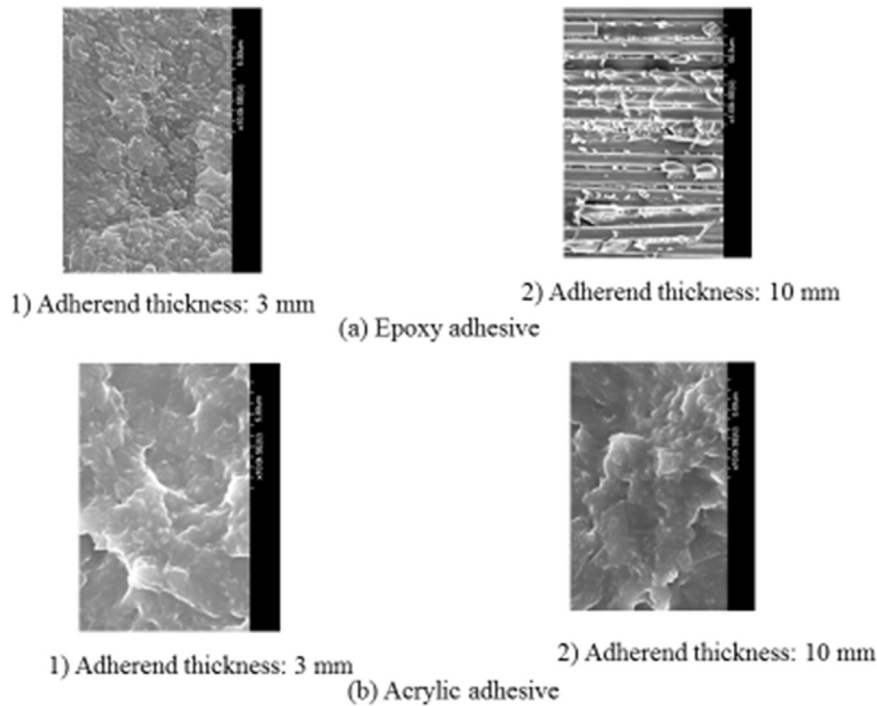 1) Adherend thickness: 3 mm
2) Adherend thickness: 10 mm
(a) Epoxy adhesive
1) Adherend thickness: 3 mm
2) Adherend thickness: 10 mm
(b) Acrylic adhesive